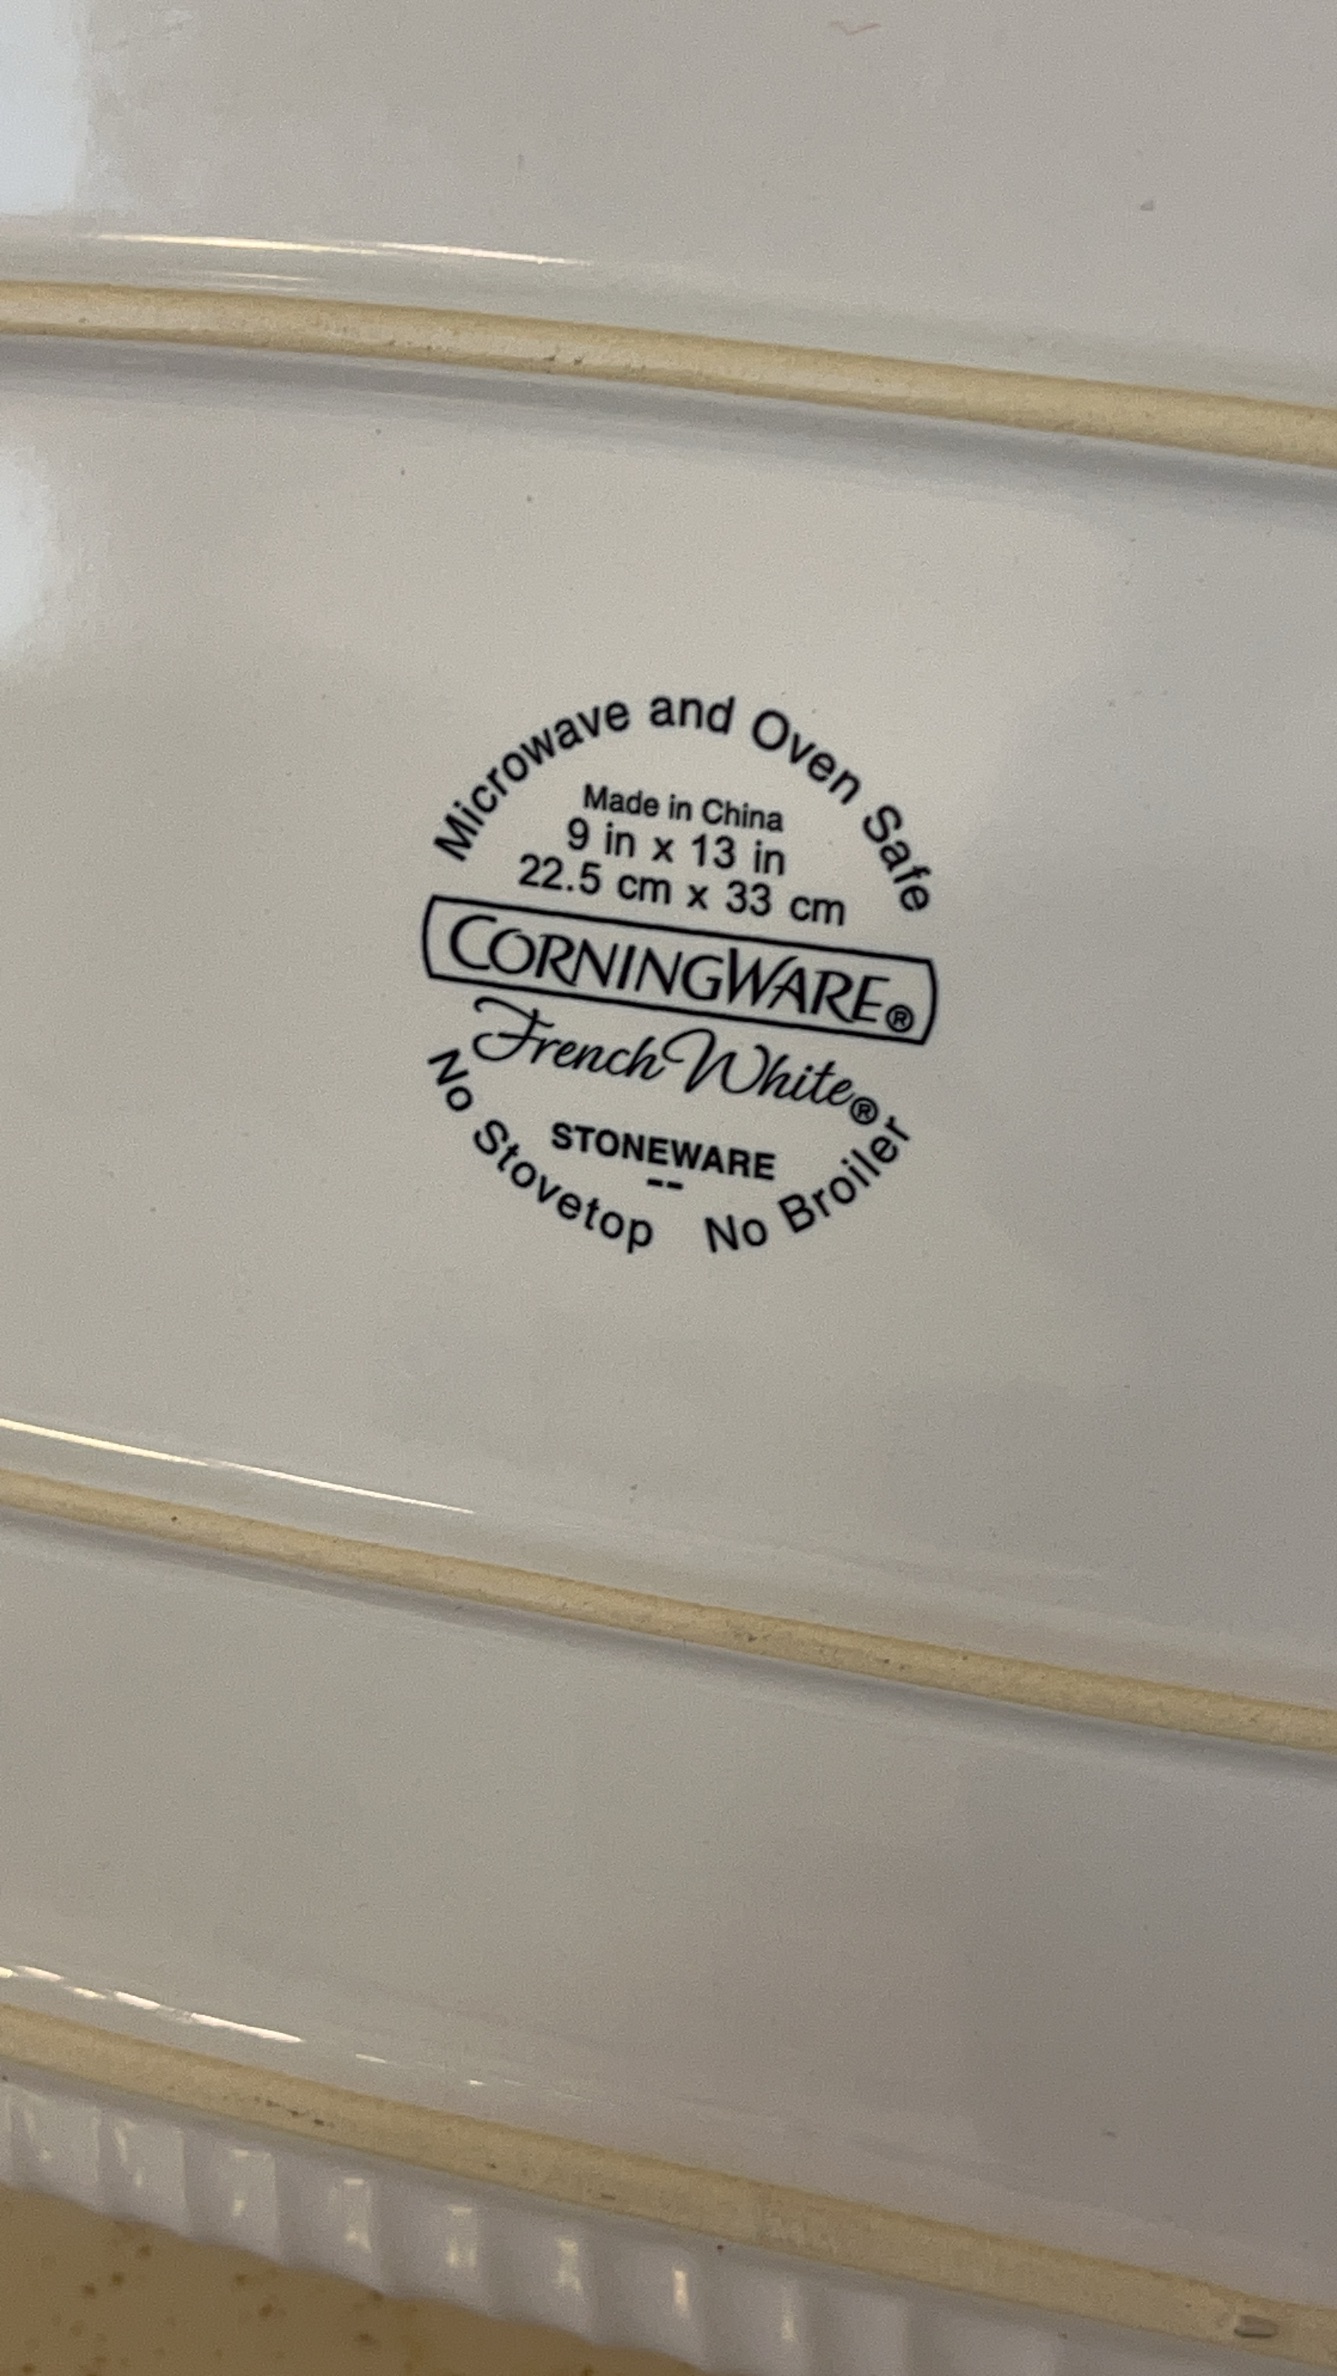 Microwave and Oven Safe
Made in China
9 in x 13 in
22.5 cm x 33 cm
CORNINGWARE®
French White®
STONEWARE
--
No Stovetop No Broiler